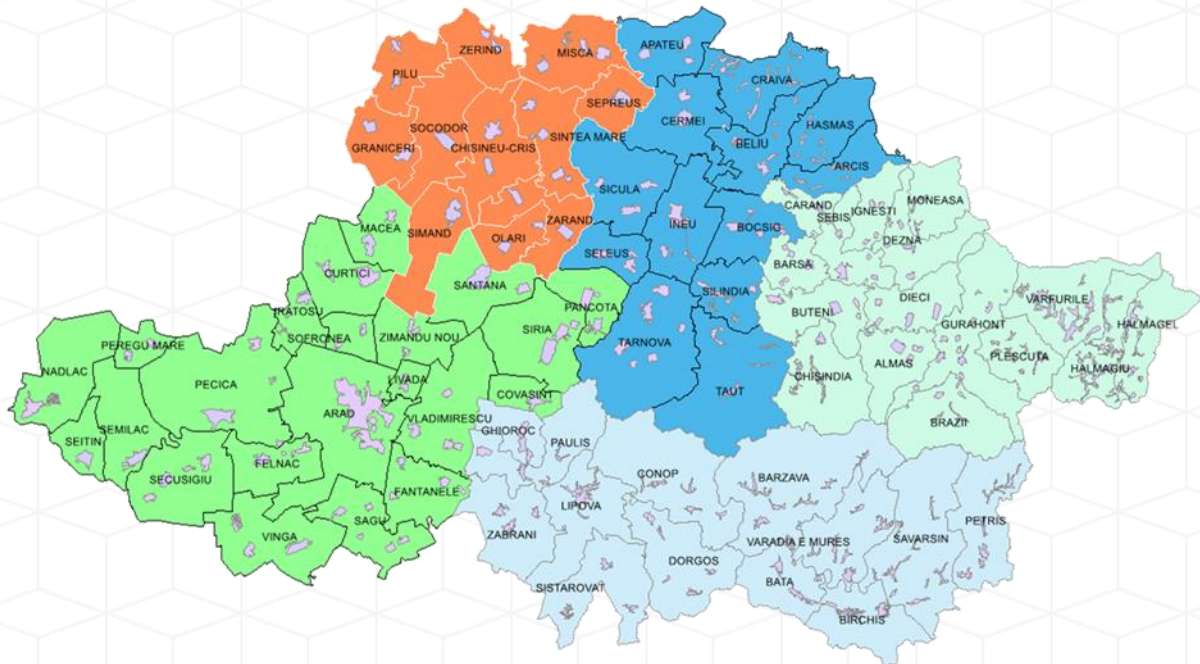 ZERIND
MISCA
APATEU
PILU
CRAIVA
SEPREUS
CERMEI
SOCODOR
HASMAS
SINTEA MARE
GRANICERI
CHISINEU-CRIS
BELIU
ARCIS
SICULA
CARAND
MONEASA
IGNESTI
SEBIS
ZARAND
INEU
MACEA
SIMAND
BOCSIG
OLARI
DEZNA
SELEUS
BARSA
CURTICI
SANTANA
SILINDIA
DIECI
VARFURILE
PANCOTA
IRATOSU
BUTENI
HALMAGEL
GURAHONT
SIRIA
SOFRONEA
ZIMANDU NOU
TARNOVA
PEREGU MARE
PLESCUTA
ALMAS
HALMAGIU
NADLAC
CHISINDIA
LIVADA
PECICA
TAUT
COVASINT
ARAD
VLADIMIRESCU
BRAZII
SEMILAC
GHIOROC
SEITIN
PAULIS
FELNAC
CONOP
BARZAVA
SECUSIGIU
FANTANELE
LIPOVA
SAGU
PETRIS
ZABRANI
VINGA
SAVARSIN
VARADIA E MURES
DORGOS
BATA
SISTAROVAT
BIRCHIS